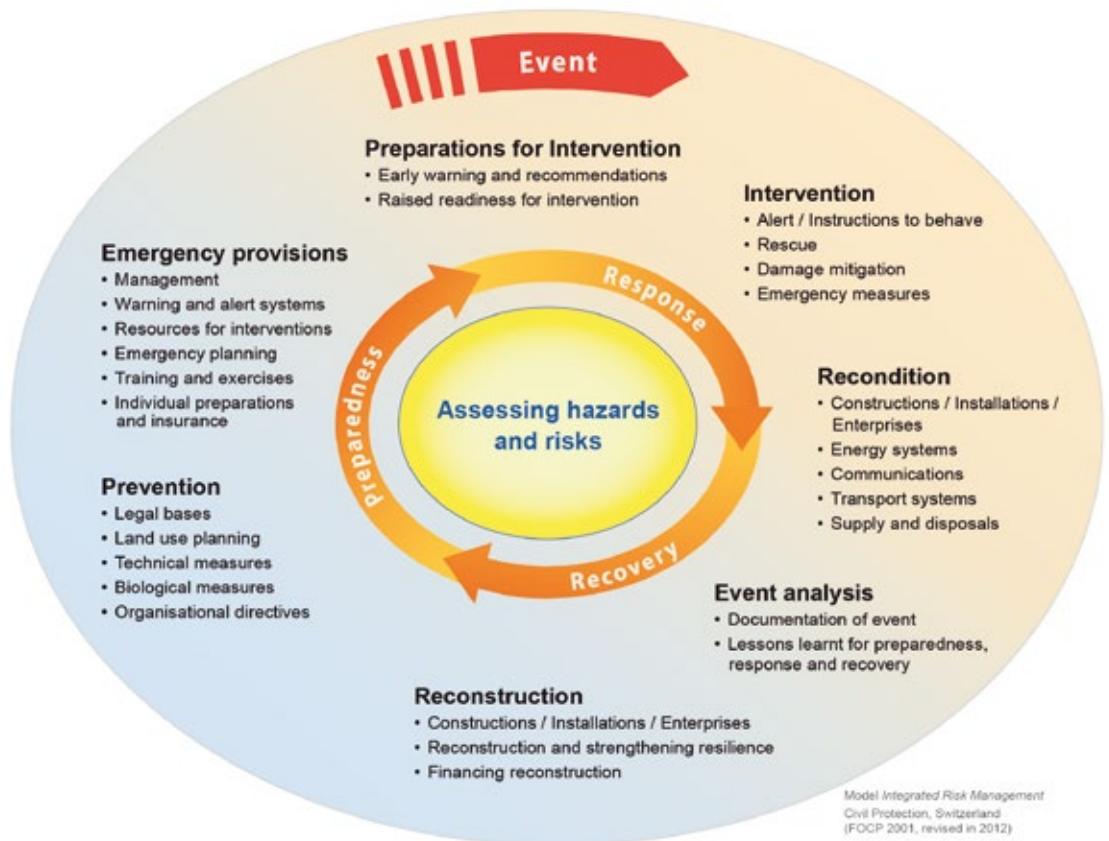 Event
Preparations for Intervention
• Early warning and recommendations
• Raised readiness for intervention
Intervention
• Alert / Instructions to behave
• Rescue
• Damage mitigation
• Emergency measures
Emergency provisions
• Management
• Warning and alert systems
• Resources for interventions
• Emergency planning
• Training and exercises
• Individual preparations
and insurance
Response
Preparedness
Recovery
Assessing hazards
and risks
Recondition
• Constructions / Installations /
Enterprises
• Energy systems
• Communications
• Transport systems
• Supply and disposals
Prevention
• Legal bases
• Land use planning
• Technical measures
• Biological measures
• Organisational directives
Event analysis
• Documentation of event
• Lessons learnt for preparedness,
response and recovery
Reconstruction
• Constructions / Installations / Enterprises
• Reconstruction and strengthening resilience
• Financing reconstruction
Model Integrated Risk Management
Civil Protection, Switzerland
(FOCP 2001, revised in 2012)